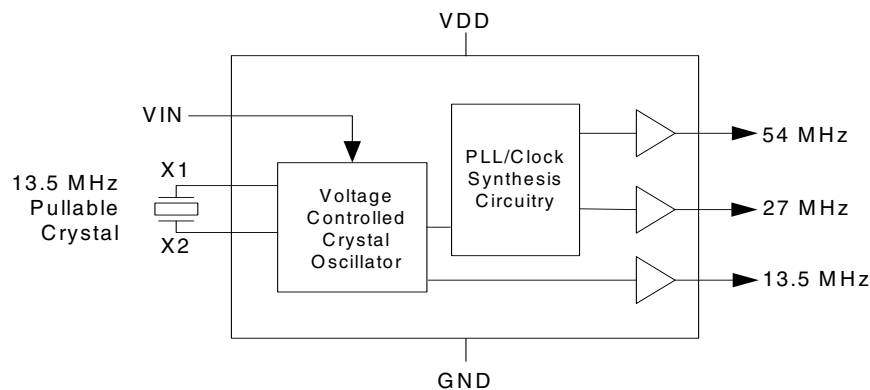 VDD
VIN
X1
13.5 MHz
Pullable
Crystal
X2
Voltage
Controlled
Crystal
Oscillator
PLL/Clock
Synthesis
Circuitry
54 MHz
27 MHz
13.5 MHz
GND